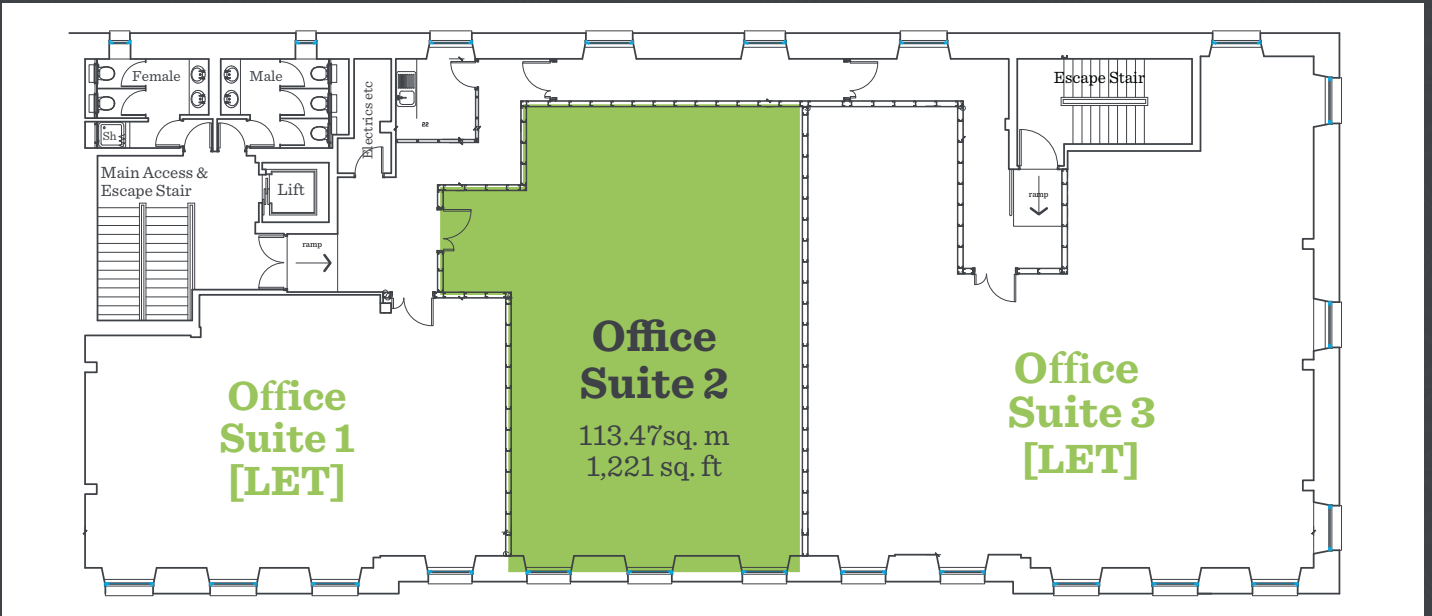 Female
Male
Electrics etc
Escape Stair
Sh
Main Access &
Escape Stair
Lift
ramp
ramp
Office
Suite 1
[LET]
Office
Suite 2
113.47sq. m
1,221 sq. ft
Office
Suite 3
[LET]